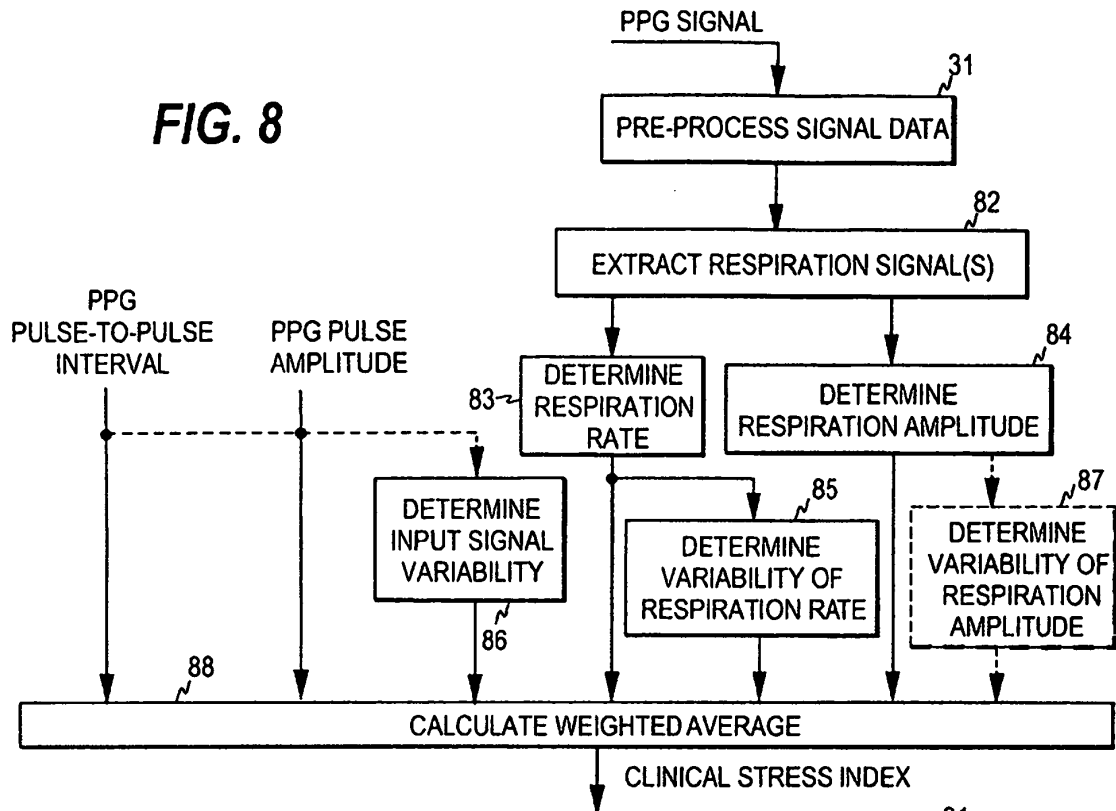 FIG. 8
PPG SIGNAL
31
PRE-PROCESS SIGNAL DATA
82
EXTRACT RESPIRATION SIGNAL(S)
PPG
PULSE-TO-PULSE
INTERVAL
PPG PULSE
AMPLITUDE
83
DETERMINE
RESPIRATION
RATE
84
DETERMINE
RESPIRATION AMPLITUDE
DETERMINE
INPUT SIGNAL
VARIABILITY
86
85
DETERMINE
VARIABILITY OF
RESPIRATION RATE
87
DETERMINE
VARIABILITY OF
RESPIRATION
AMPLITUDE
88
CALCULATE WEIGHTED AVERAGE
CLINICAL STRESS INDEX